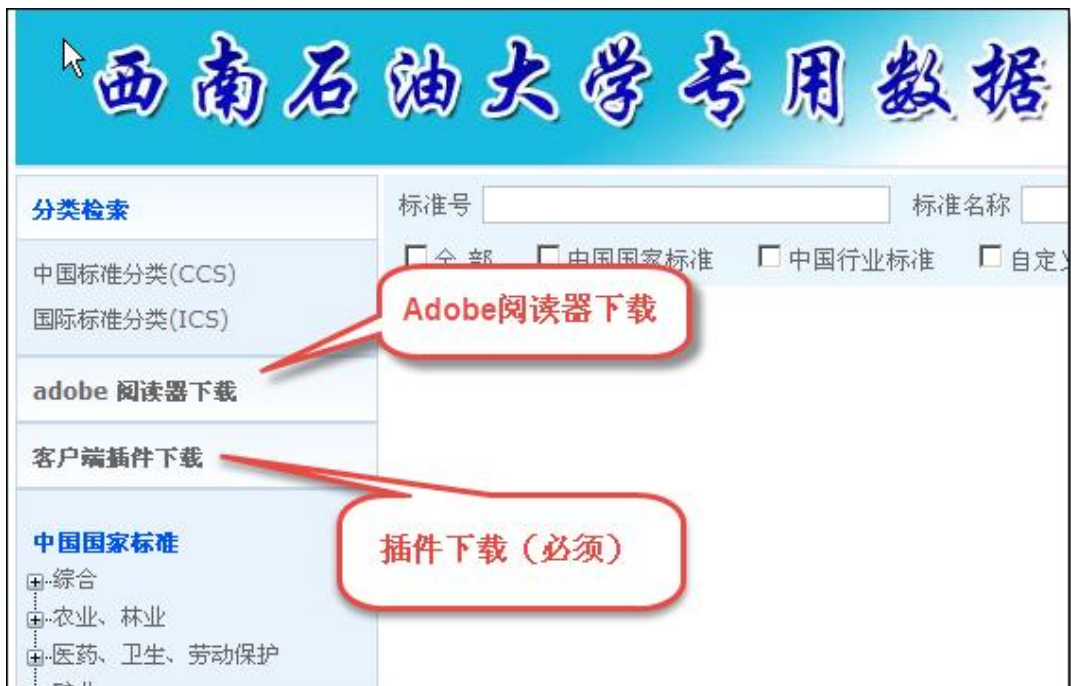 西南石油大学专用数据
分类检索
标准号
标准名称
中国标准分类(CCS)
全 部
中国国家标准
中国行业标准
自定义
国际标准分类(ICS)
Adobe阅读器下载
adobe 阅读器下载
客户端插件下载
插件下载（必须）
中国国家标准
综合
农业、林业
医药、卫生、劳动保护